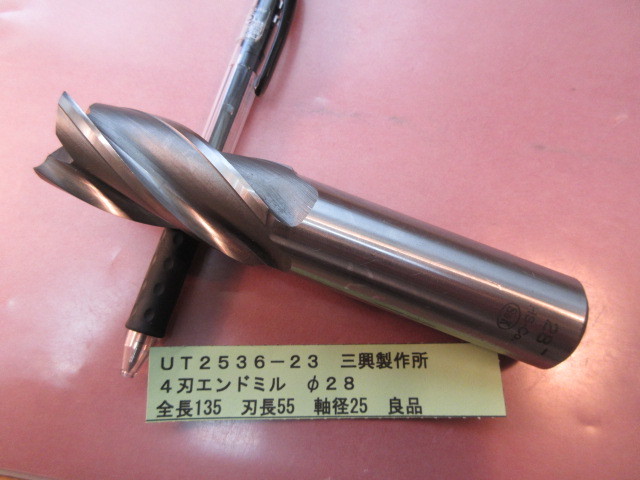 UT2536－23　三興製作所
4刃エンドミル　φ28
全長135　刃長55　軸径25　良品
28